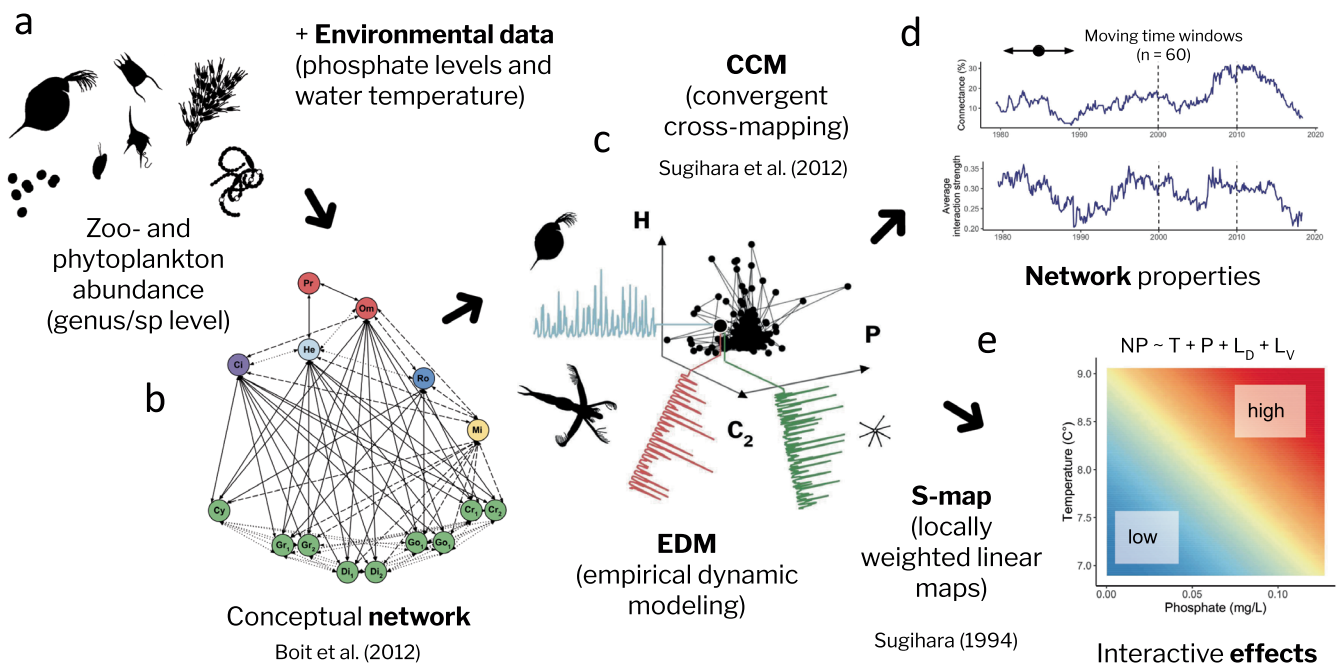 a
+ Environmental data
(phosphate levels and
water temperature)
Zoo- and
phytoplankton
abundance
(genus/sp level)
b
Pr
Om
He
Ci
Ro
Mi
Cy
Cr1 Cr2
Gr1 Gr2
Go1 Go1
Di1 Di2
Conceptual network
Boit et al. (2012)
c
CCM
(convergent
cross-mapping)
Sugihara et al. (2012)
H
P
C2
EDM
(empirical dynamic
modeling)
S-map
(locally
weighted linear
maps)
Sugihara (1994)
d
Moving time windows
(n = 60)
Connectance (%)
30
20
10
1980 1990 2000 2010 2020
Average
interaction strength
0.35
0.30
0.25
0.20
1980 1990 2000 2010 2020
Network properties
e
NP ~ T + P + LD + LV
Temperature (C°)
9.0
8.5
8.0
7.5
7.0
high
low
0.00 0.05 0.10
Phosphate (mg/L)
Interactive effects